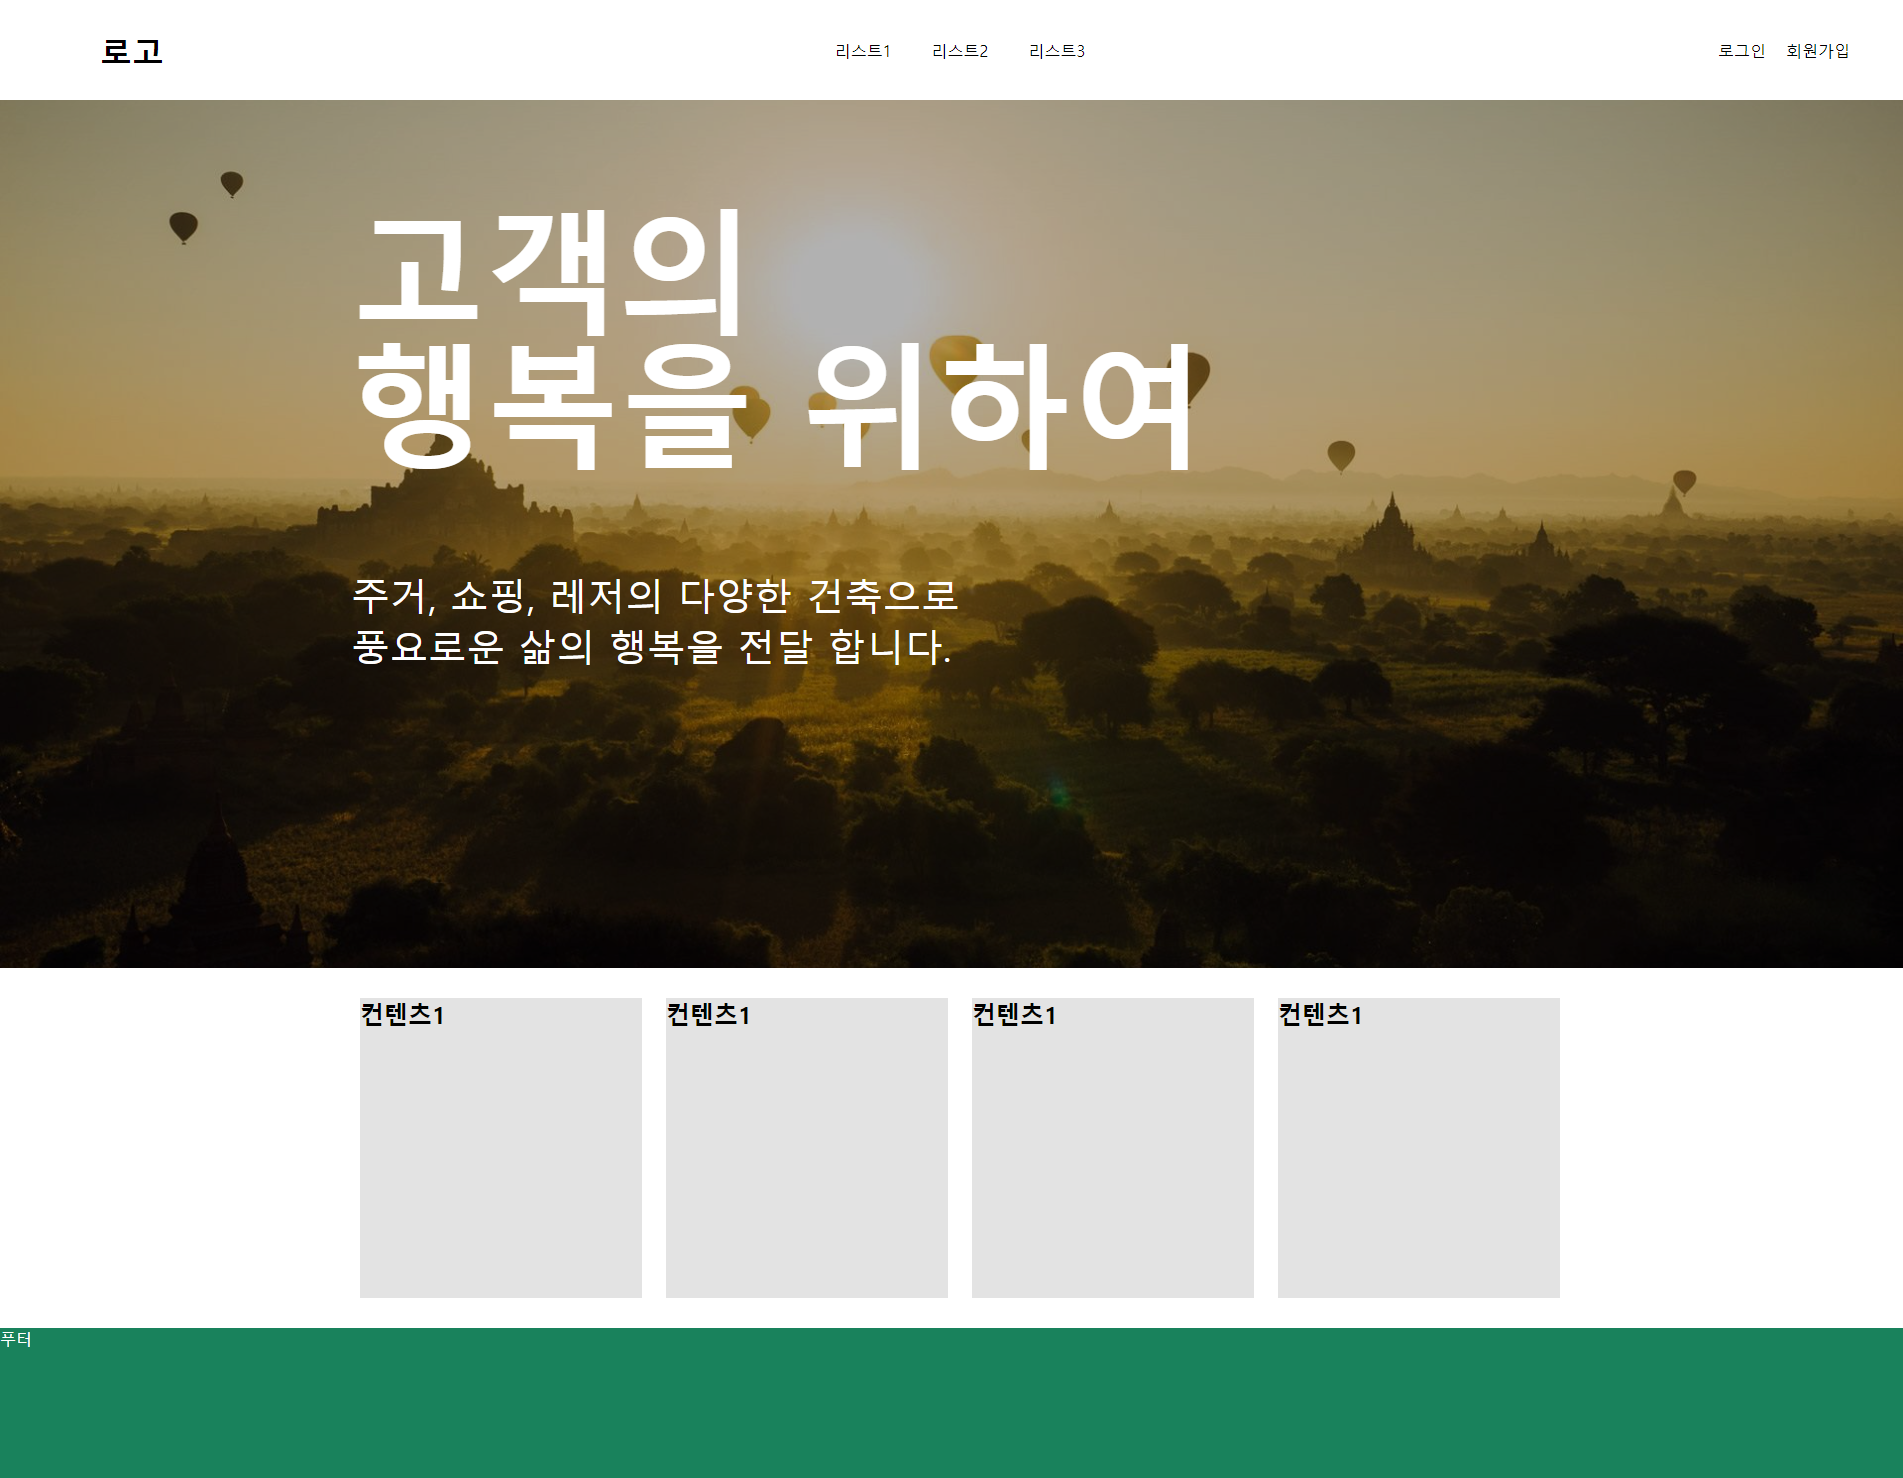 로고
리스트1 리스트2 리스트3
로그인 회원가입
고객의
행복을 위하여
주거, 쇼핑, 레저의 다양한 건축으로
풍요로운 삶의 행복을 전달 합니다.
컨텐츠1 컨텐츠1 컨텐츠1 컨텐츠1
푸터